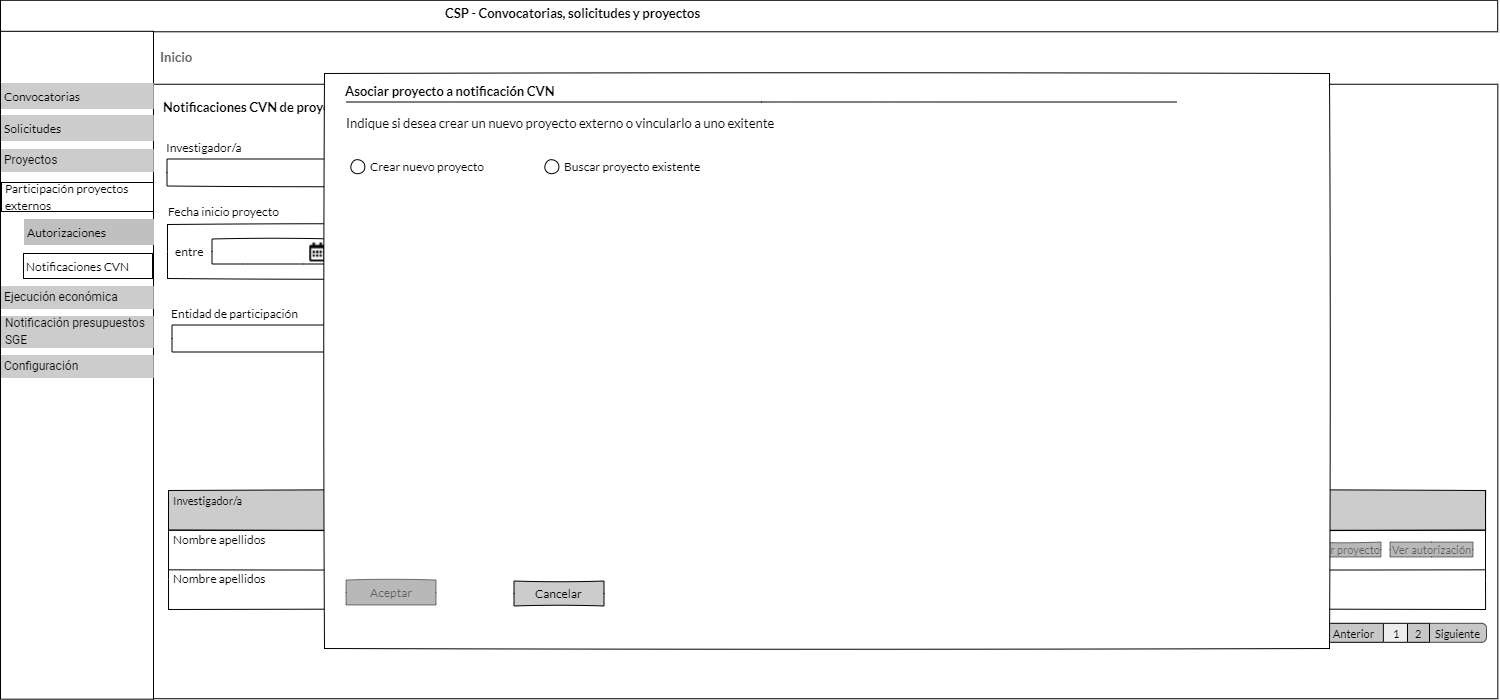 CSP - Convocatorias, solicitudes y proyectos
Inicio
Convocatorias
Solicitudes
Proyectos
Participación proyectos
externos
Autorizaciones
Notificaciones CVN
Ejecución económica
Notificación presupuestos
SGE
Configuración
Notificaciones CVN de proy
Investigador/a
Fecha inicio proyecto
entre
Entidad de participación
Asociar proyecto a notificación CVN
Indique si desea crear un nuevo proyecto externo o vincularlo a uno exitente
Crear nuevo proyecto
Buscar proyecto existente
Investigador/a
Nombre apellidos
r proyecto
Ver autorización
Nombre apellidos
Aceptar
Cancelar
Anterior
1
2
Siguiente